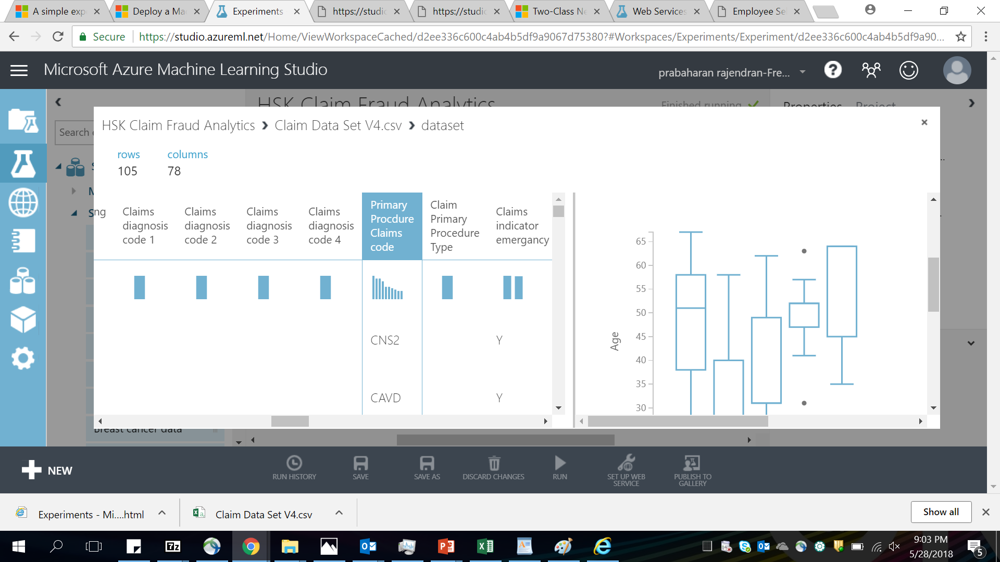 A simple exp
Deploy a Ma
Experiments
https://studio
https://studio
Two-Class Ne
Web Services
Employee Se
Secure
https://studio.azureml.net/Home/ViewWorkspaceCached/d2ee336c600c4ab4b5df9a9067d75380?#Workspaces/Experiments/Experiment/d2ee336c600c4ab4b5df9a90...
Microsoft Azure Machine Learning Studio
prabaharan rajendran-Fre...
HSK Claim Fraud Analytics
Finished running
Properties Project
Search e
HSK Claim Fraud Analytics › Claim Data Set V4.csv › dataset
rows
columns
105
78
ng
Claims diagnosis code 1
Claims diagnosis code 2
Claims diagnosis code 3
Claims diagnosis code 4
Primary Procdure Claims code
Claim Primary Procedure Type
Claims indicator emergancy
CNS2
Y
CAVD
Y
Age
65
60
55
50
45
40
35
30
Breast cancer data
NEW
RUN HISTORY
SAVE
SAVE AS
DISCARD CHANGES
RUN
SET UP WEB SERVICE
PUBLISH TO GALLERY
Experiments - Mi....html
Claim Data Set V4.csv
Show all
9:03 PM
5/28/2018
5